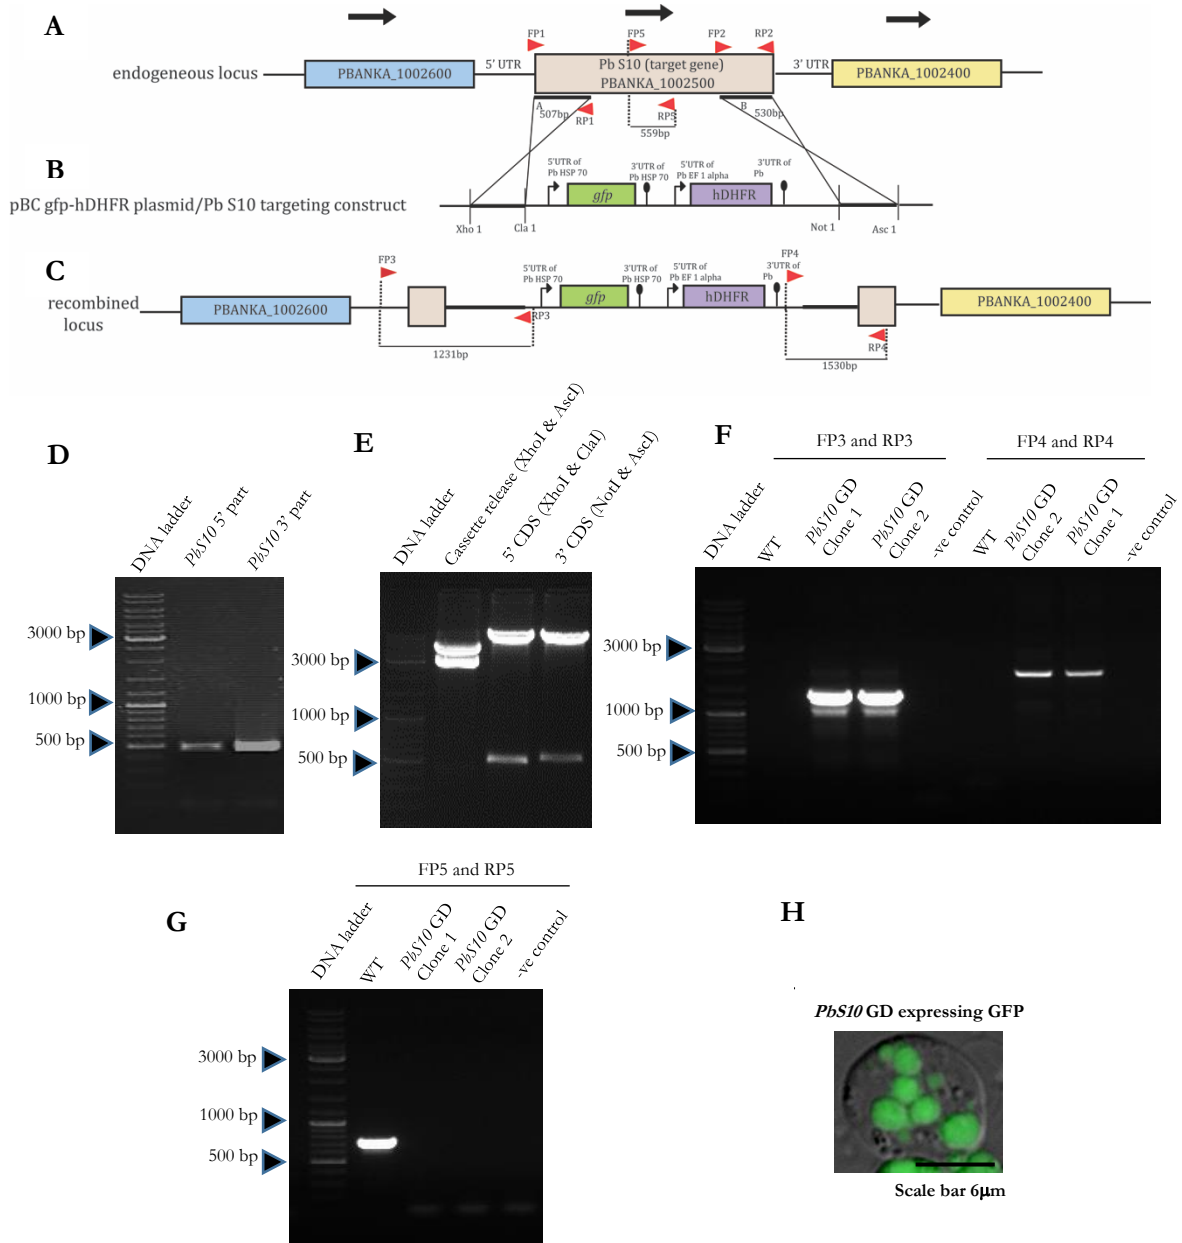 A
endogeneous locus
PBANKA_1002600
5' UTR
FP1
FP5
FP2
RP2
Pb S10 (target gene)
PBANKA_1002500
3' UTR
PBANKA_1002400
A
507bp
RP1
RP5
559bp
B
530bp
B
pBC gfp-hDHFR plasmid/Pb S10 targeting construct
5'UTR of
Pb HSP 70
gfp
3'UTR of
Pb HSP 70
5'UTR of
Pb EF 1 alpha
hDHFR
3'UTR of
Pb
Xho 1
Cla 1
Not 1
Asc 1
C
recombined
locus
PBANKA_1002600
FP3
RP3
1231bp
5'UTR of
Pb HSP 70
gfp
3'UTR of
Pb HSP 70
5'UTR of
Pb EF 1 alpha
hDHFR
3'UTR of
Pb
FP4
RP4
1530bp
PBANKA_1002400
D
DNA ladder
PbS10 5' part
PbS10 3' part
3000 bp
1000 bp
500 bp
E
DNA ladder
Cassette release (XhoI & AscI)
5' CDS (XhoI & ClaI)
3' CDS (NotI & AscI)
3000 bp
1000 bp
500 bp
F
FP3 and RP3
FP4 and RP4
DNA ladder
WT
PbS10 GD
Clone 1
PbS10 GD
Clone 2
-ve control
WT
PbS10 GD
Clone 2
PbS10 GD
Clone 1
-ve control
3000 bp
1000 bp
500 bp
G
FP5 and RP5
DNA ladder
WT
PbS10 GD
Clone 1
PbS10 GD
Clone 2
-ve control
3000 bp
1000 bp
500 bp
H
PbS10 GD expressing GFP
Scale bar 6µm